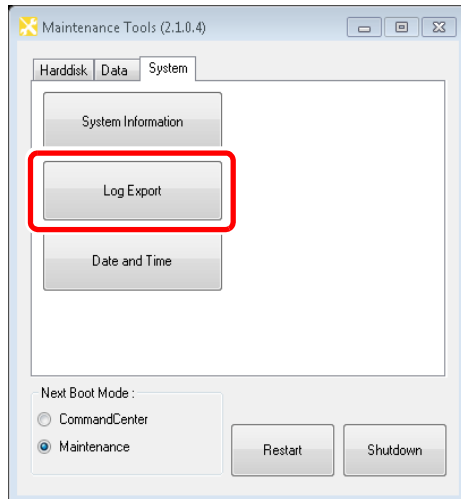 Maintenance Tools (2.1.0.4)
Harddisk Data System
System Information
Log Export
Date and Time
Next Boot Mode :
CommandCenter
Maintenance
Restart Shutdown